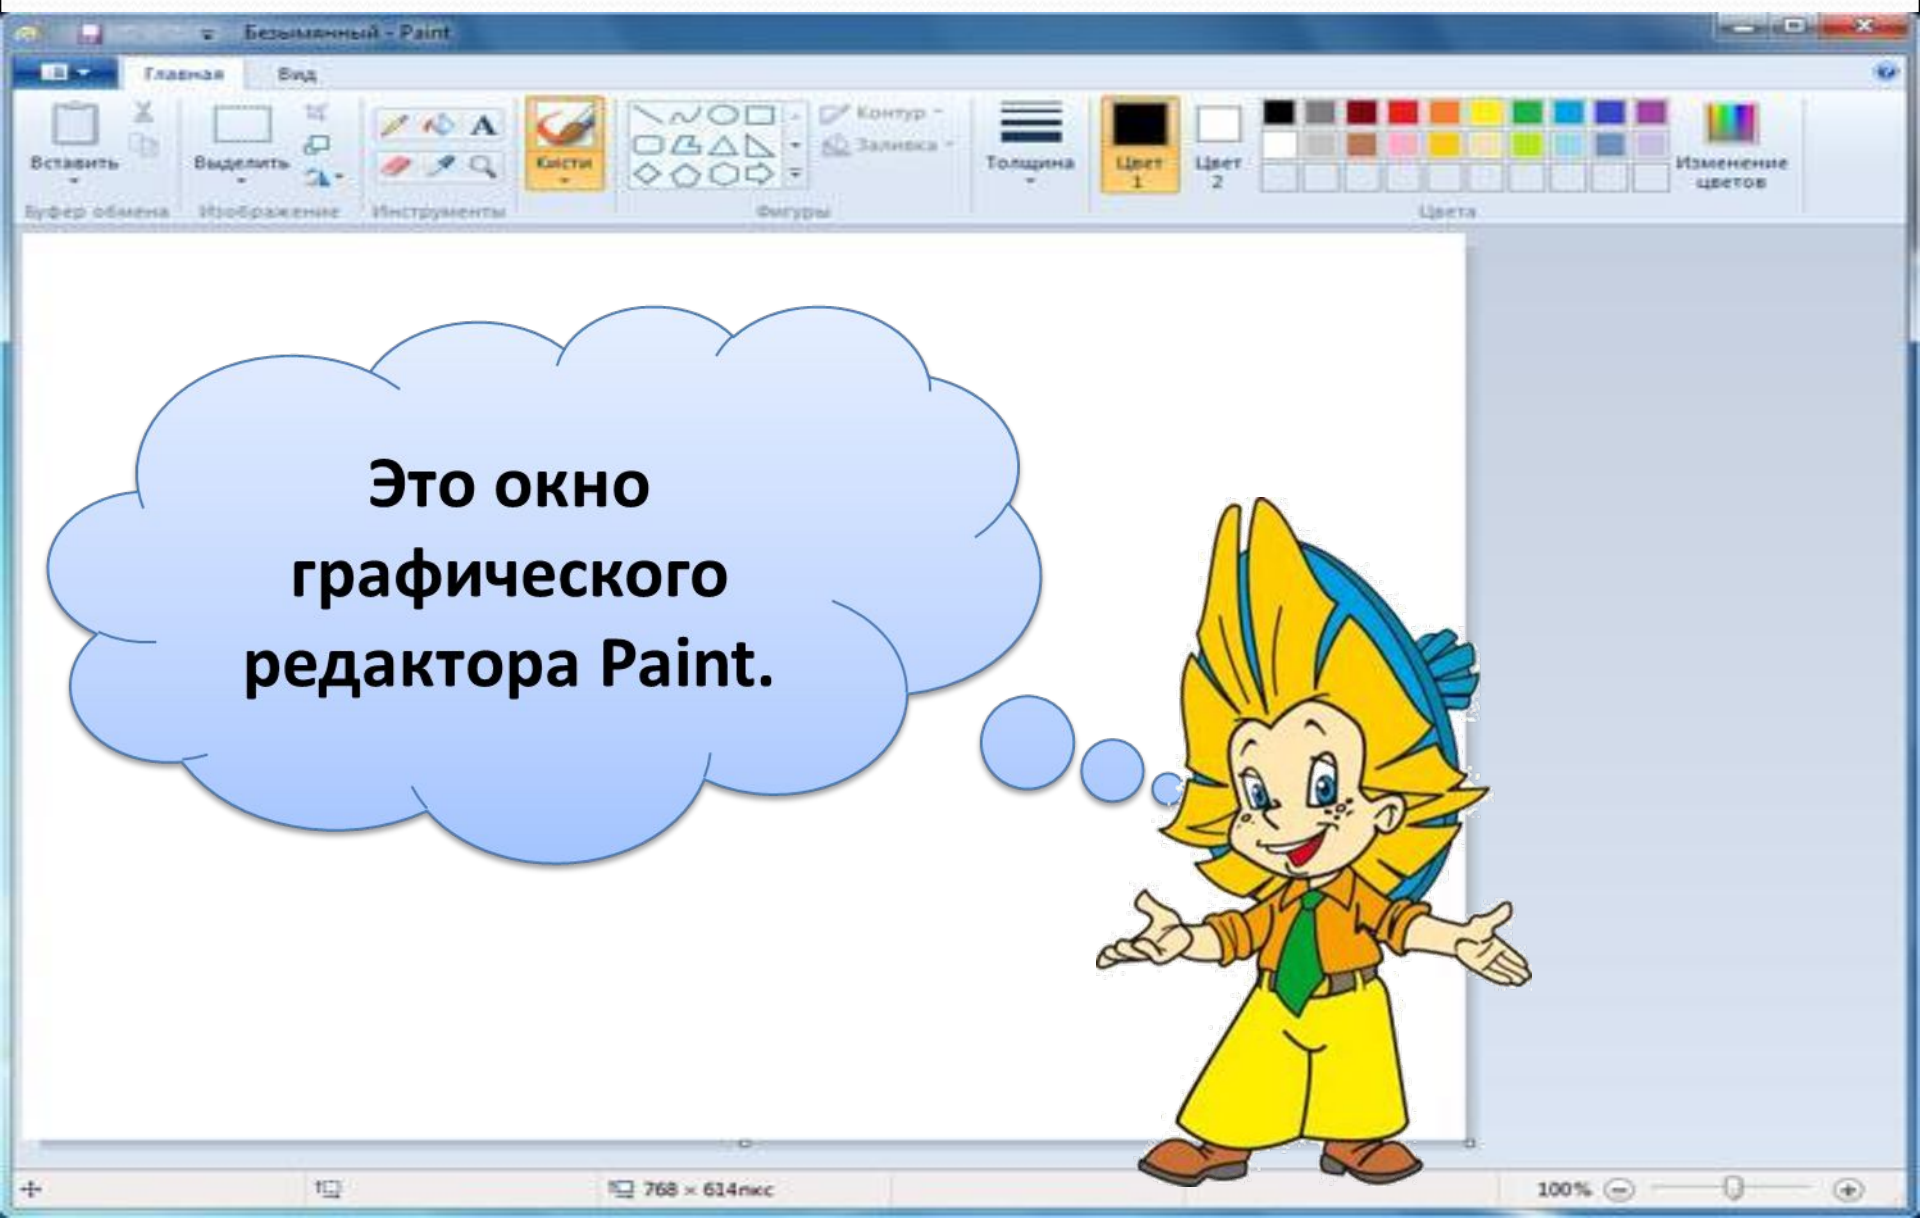 Безымянный - Paint
Главная Вид
Вставить
Выделить
A
Кисти
Контур
Заливка
Толщина
Цвет
1
Цвет
2
Изменение
цветов
Буфер обмена Изображение Инструменты Фигуры Цвета
Это окно
графического
редактора Paint.
768 × 614пкс
100%